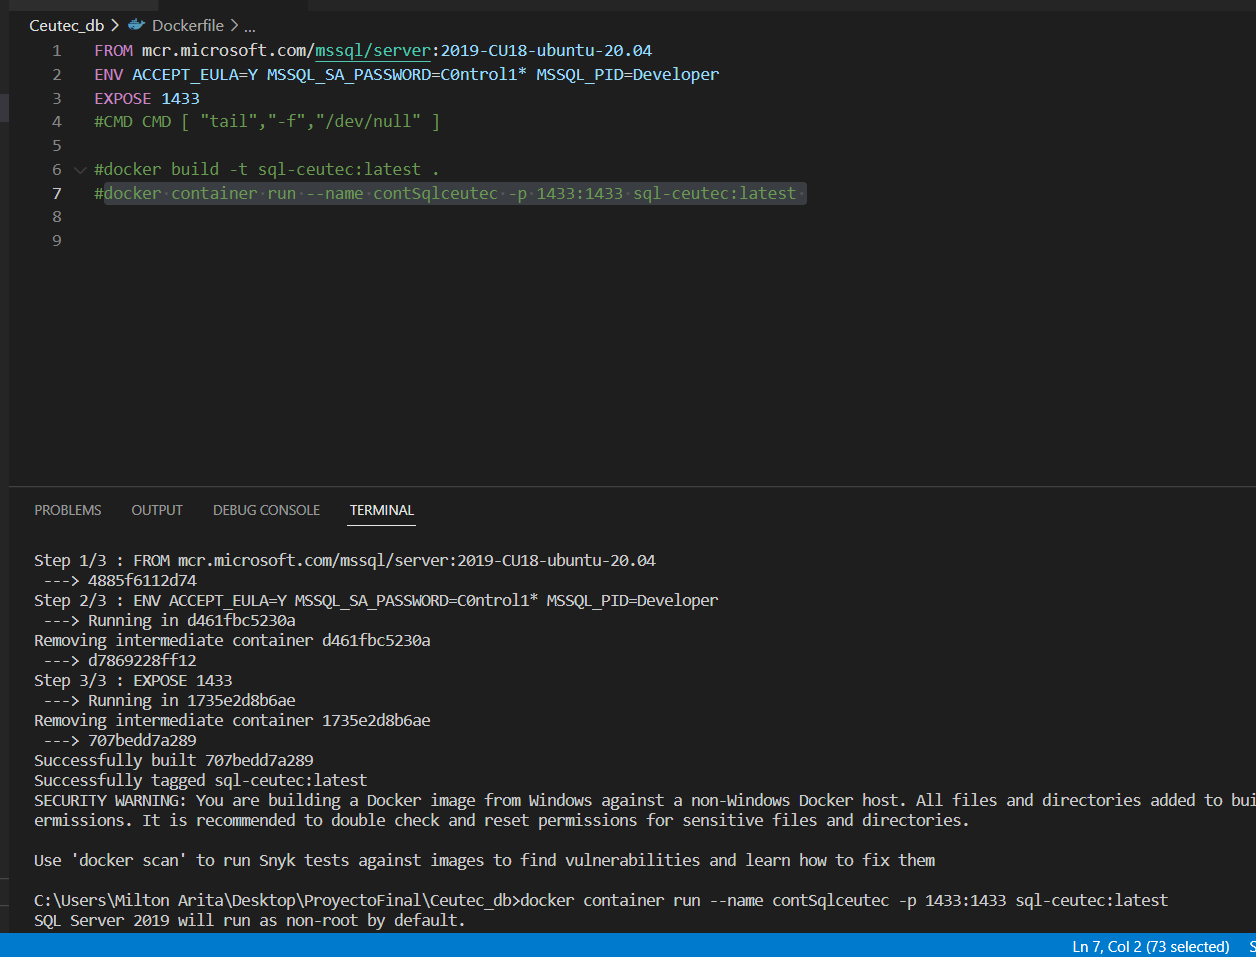 Ceutec_db > Dockerfile > ...
1 FROM mcr.microsoft.com/mssql/server:2019-CU18-ubuntu-20.04
2 ENV ACCEPT_EULA=Y MSSQL_SA_PASSWORD=C0ntrol1* MSSQL_PID=Developer
3 EXPOSE 1433
4 #CMD CMD [ "tail","-f","/dev/null" ]
5
6 #docker build -t sql-ceutec:latest .
7 #docker container run --name contSqlceutec -p 1433:1433 sql-ceutec:latest
8
9
PROBLEMS OUTPUT DEBUG CONSOLE TERMINAL
Step 1/3 : FROM mcr.microsoft.com/mssql/server:2019-CU18-ubuntu-20.04
---> 4885f6112d74
Step 2/3 : ENV ACCEPT_EULA=Y MSSQL_SA_PASSWORD=C0ntrol1* MSSQL_PID=Developer
---> Running in d461fbc5230a
Removing intermediate container d461fbc5230a
---> d7869228ff12
Step 3/3 : EXPOSE 1433
---> Running in 1735e2d8b6ae
Removing intermediate container 1735e2d8b6ae
---> 707bedd7a289
Successfully built 707bedd7a289
Successfully tagged sql-ceutec:latest
SECURITY WARNING: You are building a Docker image from Windows against a non-Windows Docker host. All files and directories added to bui
ermissions. It is recommended to double check and reset permissions for sensitive files and directories.
Use 'docker scan' to run Snyk tests against images to find vulnerabilities and learn how to fix them
C:\Users\Milton Arita\Desktop\ProyectoFinal\Ceutec_db>docker container run --name contSqlceutec -p 1433:1433 sql-ceutec:latest
SQL Server 2019 will run as non-root by default.
Ln 7, Col 2 (73 selected) S